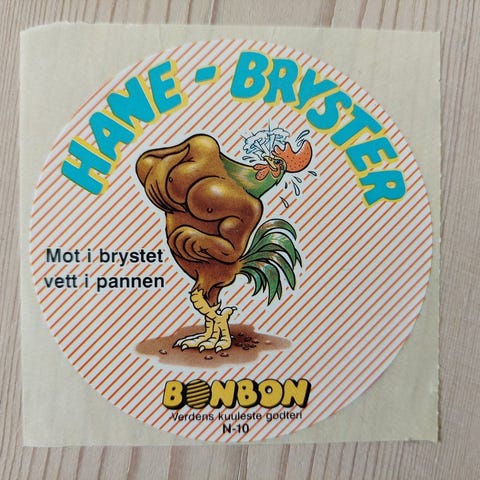 HANE-BRYSTER
Mot i brystet
vett i pannen
BONBON
Verdens kuuleste godteri
N-10